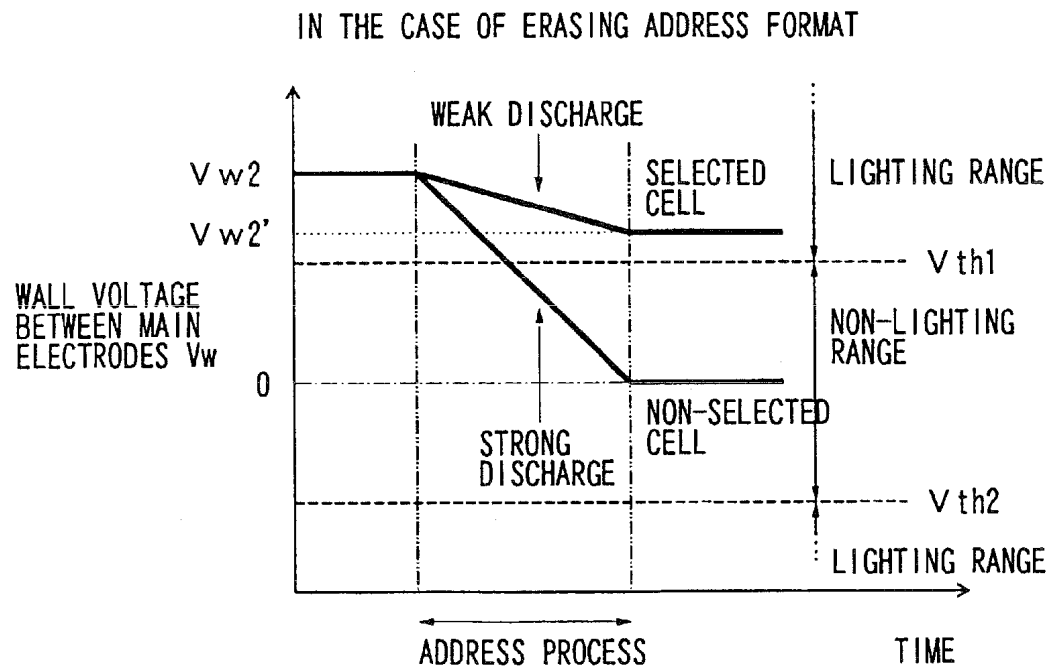 IN THE CASE OF ERASING ADDRESS FORMAT
WEAK DISCHARGE
Vw2
SELECTED
CELL
LIGHTING RANGE
Vw2'
Vth1
WALL VOLTAGE
BETWEEN MAIN
ELECTRODES Vw
NON-LIGHTING
RANGE
0
NON-SELECTED
CELL
STRONG
DISCHARGE
Vth2
LIGHTING RANGE
ADDRESS PROCESS
TIME